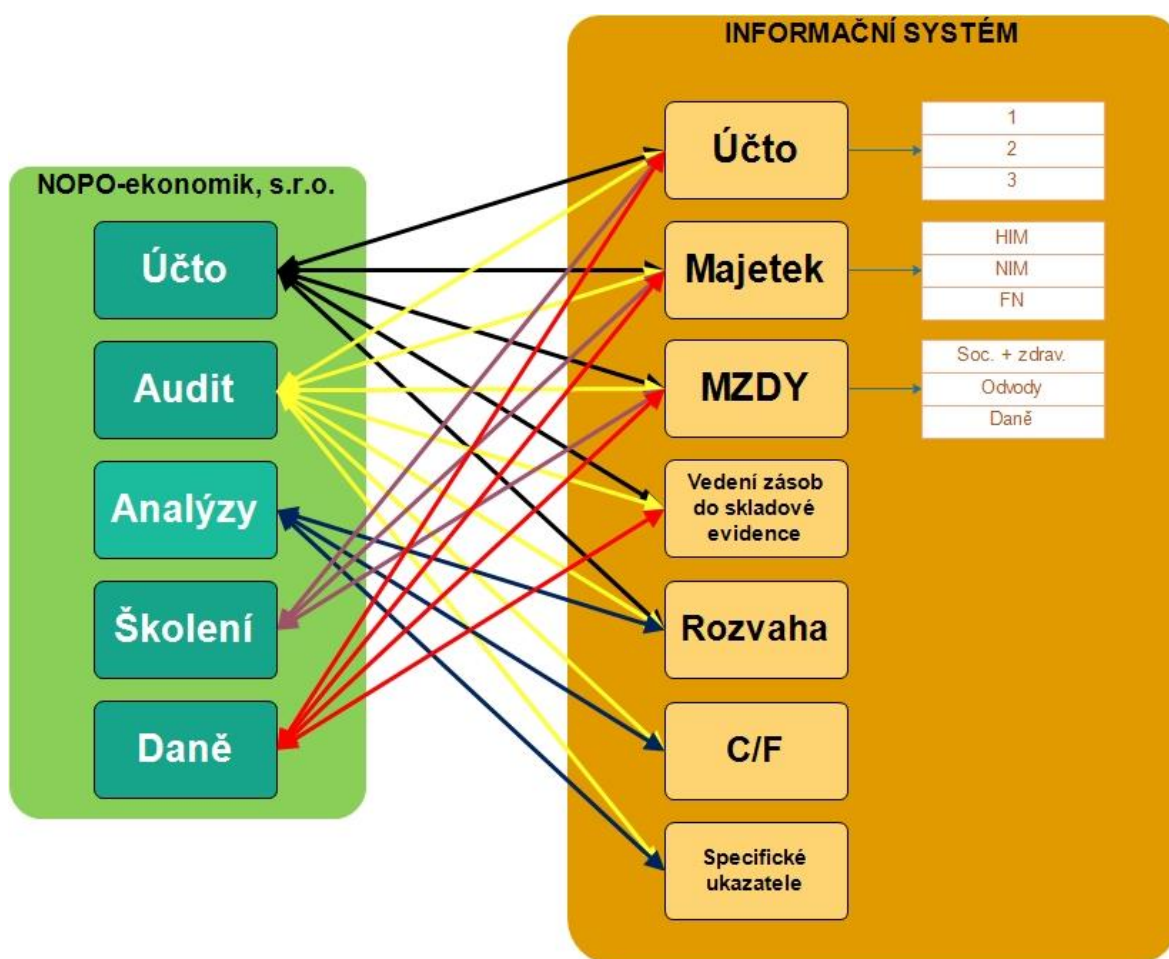 INFORMAČNÍ SYSTÉM
NOPO-ekonomik, s.r.o.
Účto
Audit
Analýzy
Školení
Daně
Účto
1
2
3
Majetek
HIM
NIM
FN
MZDY
Soc. + zdrav.
Odvody
Daně
Vedení zásob
do skladové
evidence
Rozvaha
C/F
Specifické
ukazatele